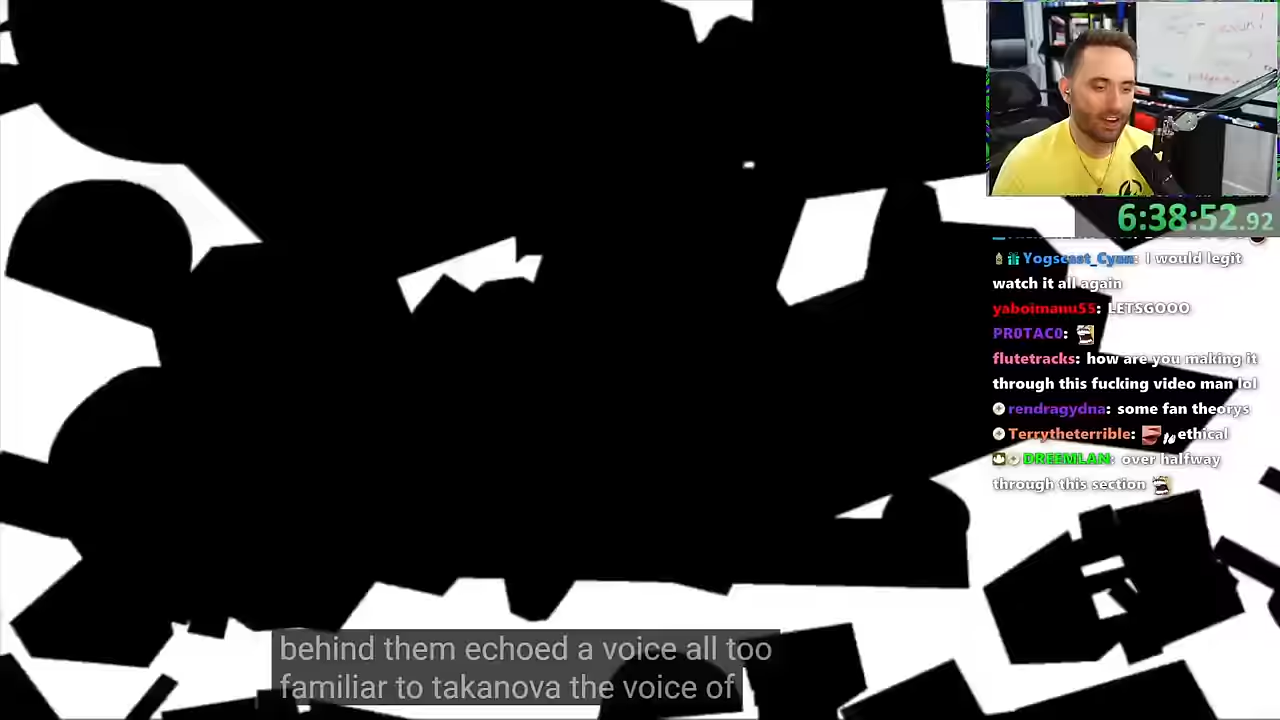 6:38:52.92
Yogscast_Cyan: I would legit
watch it all again
yaboimanu55: LETSGOOO
PR0TAC0:
flutetracks: how are you making it
through this fucking video man lol
rendragydna: some fan theorys
Terrytheterrible: ethical
DREEMLAN: over halfway
through this section
behind them echoed a voice all too
familiar to takanova the voice of